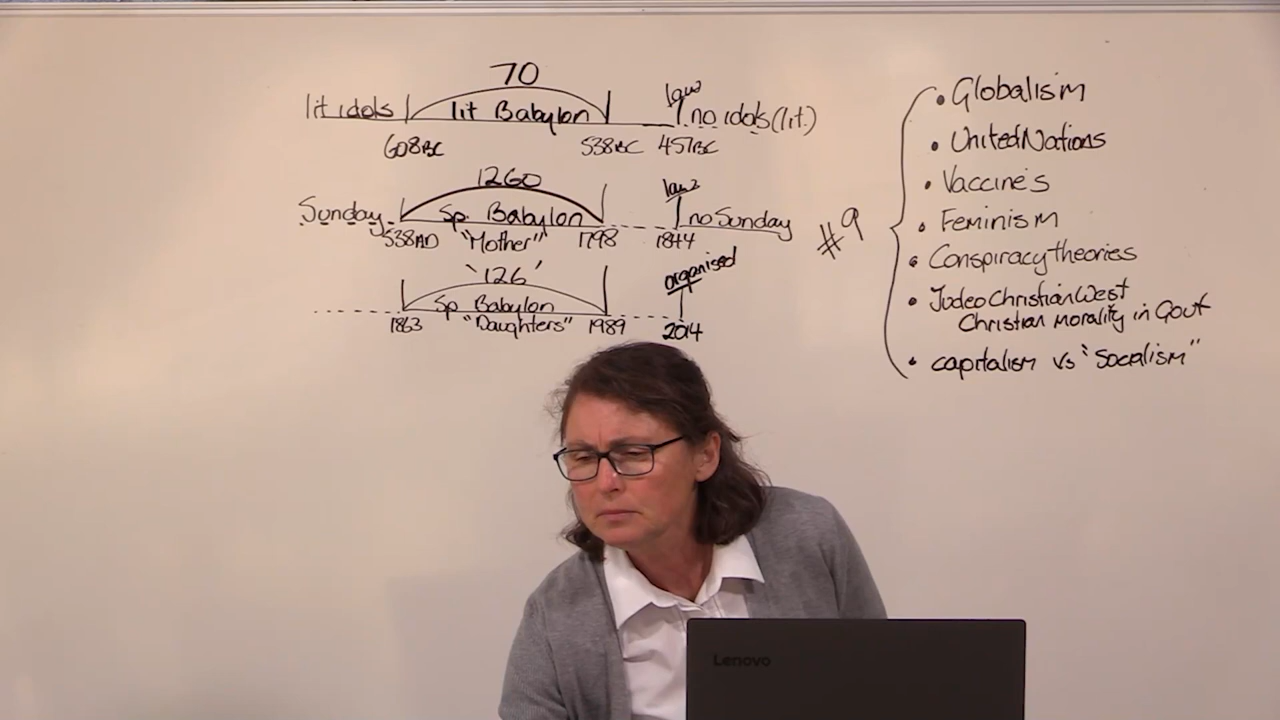 70
lit idols lit Babylon law no idols (lit.)
608BC 538BC 457BC
1260
Sunday Sp. Babylon law no Sunday
538AD "Mother" 1798 1844
'126' organised
Sp Babylon
1863 "Daughters" 1989 2014
#9
• Globalism
• United Nations
• Vaccine's
• Feminism
• Conspiracy theories
• Judeo Christian West
Christian morality in Govt
• capitalism vs "Socialism"
Lenovo